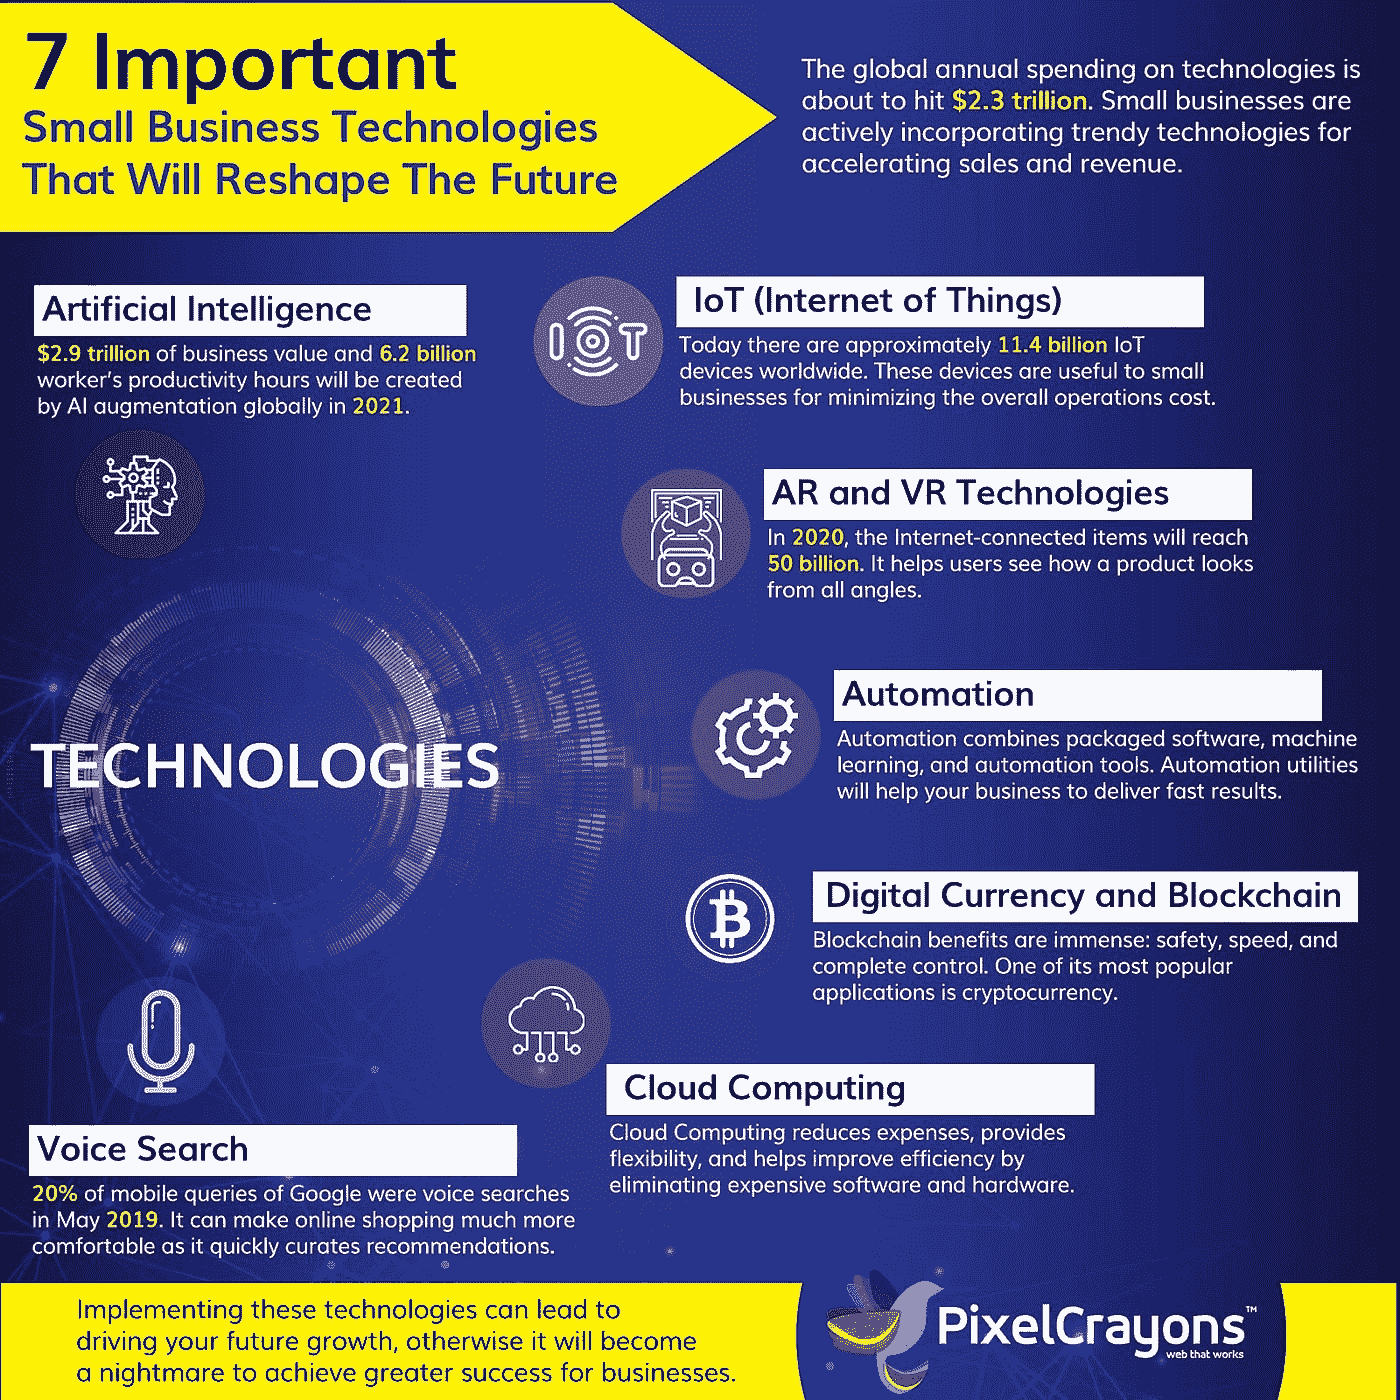 7 Important
Small Business Technologies
That Will Reshape The Future
The global annual spending on technologies is
about to hit $2.3 trillion. Small businesses are
actively incorporating trendy technologies for
accelerating sales and revenue.
Artificial Intelligence
$2.9 trillion of business value and 6.2 billion
worker's productivity hours will be created
by AI augmentation globally in 2021.
IOT
IoT (Internet of Things)
Today there are approximately 11.4 billion IoT
devices worldwide. These devices are useful to small
businesses for minimizing the overall operations cost.
AR and VR Technologies
In 2020, the Internet-connected items will reach
50 billion. It helps users see how a product looks
from all angles.
TECHNOLOGIES
Automation
Automation combines packaged software, machine
learning, and automation tools. Automation utilities
will help your business to deliver fast results.
Digital Currency and Blockchain
Blockchain benefits are immense: safety, speed, and
complete control. One of its most popular
applications is cryptocurrency.
Cloud Computing
Cloud Computing reduces expenses, provides
flexibility, and helps improve efficiency by
eliminating expensive software and hardware.
Voice Search
20% of mobile queries of Google were voice searches
in May 2019. It can make online shopping much more
comfortable as it quickly curates recommendations.
Implementing these technologies can lead to
driving your future growth, otherwise it will become
a nightmare to achieve greater success for businesses.
PixelCrayons™
web that works